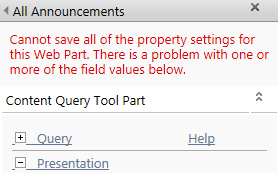 All Announcements
Cannot save all of the property settings for
this Web Part. There is a problem with one or
more of the field values below.
Content Query Tool Part
Query Help
Presentation